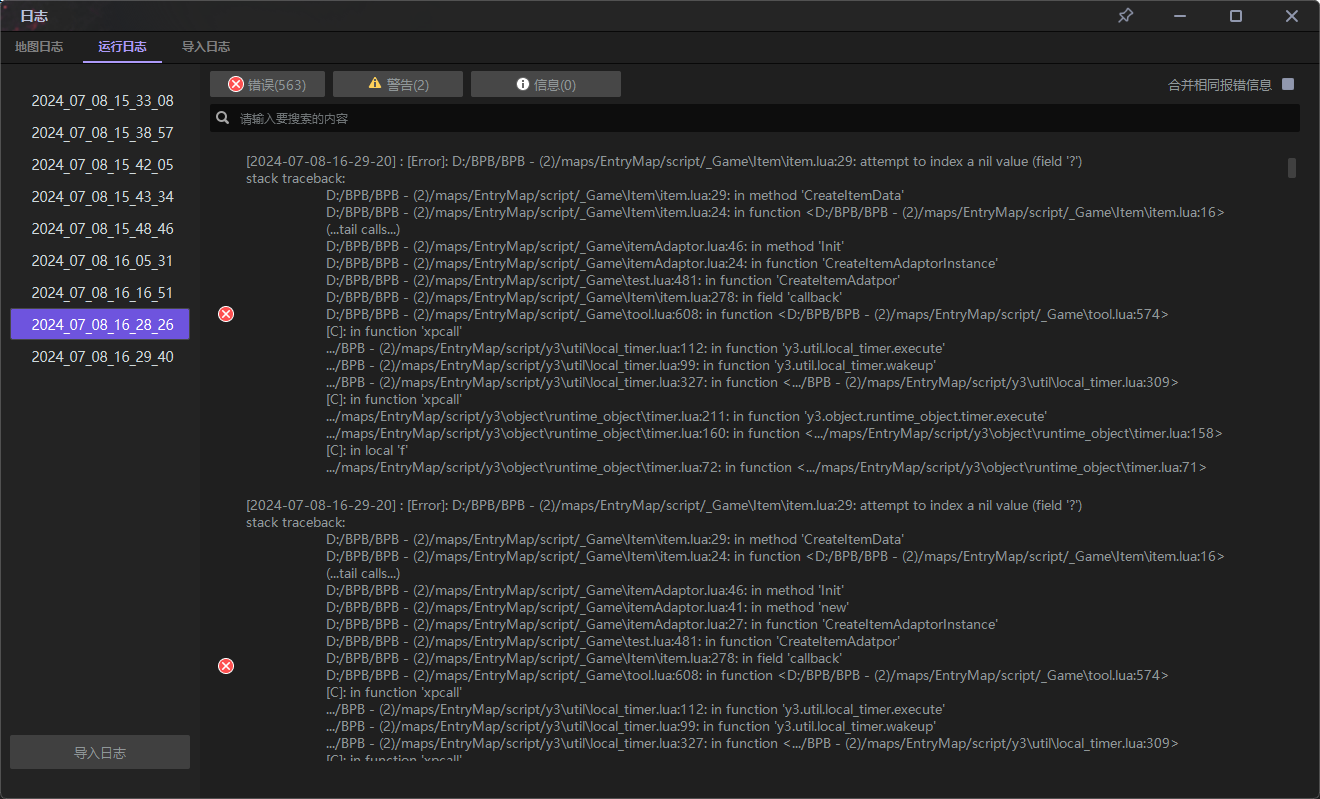 日志
地图日志 运行日志 导入日志
2024_07_08_15_33_08
2024_07_08_15_38_57
2024_07_08_15_42_05
2024_07_08_15_43_34
2024_07_08_15_48_46
2024_07_08_16_05_31
2024_07_08_16_16_51
2024_07_08_16_28_26
2024_07_08_16_29_40
导入日志
错误(563) 警告(2) 信息(0) 合并相同报错信息
请输入要搜索的内容
[2024-07-08-16-29-20] : [Error]: D:/BPB/BPB - (2)/maps/EntryMap/script/_Game\Item\item.lua:29: attempt to index a nil value (field '?')
stack traceback:
D:/BPB/BPB - (2)/maps/EntryMap/script/_Game\Item\item.lua:29: in method 'CreateItemData'
D:/BPB/BPB - (2)/maps/EntryMap/script/_Game\Item\item.lua:24: in function <D:/BPB/BPB - (2)/maps/EntryMap/script/_Game\Item\item.lua:16>
(...tail calls...)
D:/BPB/BPB - (2)/maps/EntryMap/script/_Game\itemAdaptor.lua:46: in method 'Init'
D:/BPB/BPB - (2)/maps/EntryMap/script/_Game\itemAdaptor.lua:24: in function 'CreateItemAdaptorInstance'
D:/BPB/BPB - (2)/maps/EntryMap/script/_Game\test.lua:481: in function 'CreateItemAdatpor'
D:/BPB/BPB - (2)/maps/EntryMap/script/_Game\Item\item.lua:278: in field 'callback'
D:/BPB/BPB - (2)/maps/EntryMap/script/_Game\tool.lua:608: in function <D:/BPB/BPB - (2)/maps/EntryMap/script/_Game\tool.lua:574>
[C]: in function 'xpcall'
.../BPB - (2)/maps/EntryMap/script/y3\util\local_timer.lua:112: in function 'y3.util.local_timer.execute'
.../BPB - (2)/maps/EntryMap/script/y3\util\local_timer.lua:99: in function 'y3.util.local_timer.wakeup'
.../BPB - (2)/maps/EntryMap/script/y3\util\local_timer.lua:327: in function <.../BPB - (2)/maps/EntryMap/script/y3\util\local_timer.lua:309>
[C]: in function 'xpcall'
.../maps/EntryMap/script/y3\object\runtime_object\timer.lua:211: in function 'y3.object.runtime_object.timer.execute'
.../maps/EntryMap/script/y3\object\runtime_object\timer.lua:160: in function <.../maps/EntryMap/script/y3\object\runtime_object\timer.lua:158>
[C]: in local 'f'
.../maps/EntryMap/script/y3\object\runtime_object\timer.lua:72: in function <.../maps/EntryMap/script/y3\object\runtime_object\timer.lua:71>
[2024-07-08-16-29-20] : [Error]: D:/BPB/BPB - (2)/maps/EntryMap/script/_Game\Item\item.lua:29: attempt to index a nil value (field '?')
stack traceback:
D:/BPB/BPB - (2)/maps/EntryMap/script/_Game\Item\item.lua:29: in method 'CreateItemData'
D:/BPB/BPB - (2)/maps/EntryMap/script/_Game\Item\item.lua:24: in function <D:/BPB/BPB - (2)/maps/EntryMap/script/_Game\Item\item.lua:16>
(...tail calls...)
D:/BPB/BPB - (2)/maps/EntryMap/script/_Game\itemAdaptor.lua:46: in method 'Init'
D:/BPB/BPB - (2)/maps/EntryMap/script/_Game\itemAdaptor.lua:41: in method 'new'
D:/BPB/BPB - (2)/maps/EntryMap/script/_Game\itemAdaptor.lua:27: in function 'CreateItemAdaptorInstance'
D:/BPB/BPB - (2)/maps/EntryMap/script/_Game\test.lua:481: in function 'CreateItemAdatpor'
D:/BPB/BPB - (2)/maps/EntryMap/script/_Game\Item\item.lua:278: in field 'callback'
D:/BPB/BPB - (2)/maps/EntryMap/script/_Game\tool.lua:608: in function <D:/BPB/BPB - (2)/maps/EntryMap/script/_Game\tool.lua:574>
[C]: in function 'xpcall'
.../BPB - (2)/maps/EntryMap/script/y3\util\local_timer.lua:112: in function 'y3.util.local_timer.execute'
.../BPB - (2)/maps/EntryMap/script/y3\util\local_timer.lua:99: in function 'y3.util.local_timer.wakeup'
.../BPB - (2)/maps/EntryMap/script/y3\util\local_timer.lua:327: in function <.../BPB - (2)/maps/EntryMap/script/y3\util\local_timer.lua:309>
[C]: in function 'xpcall'